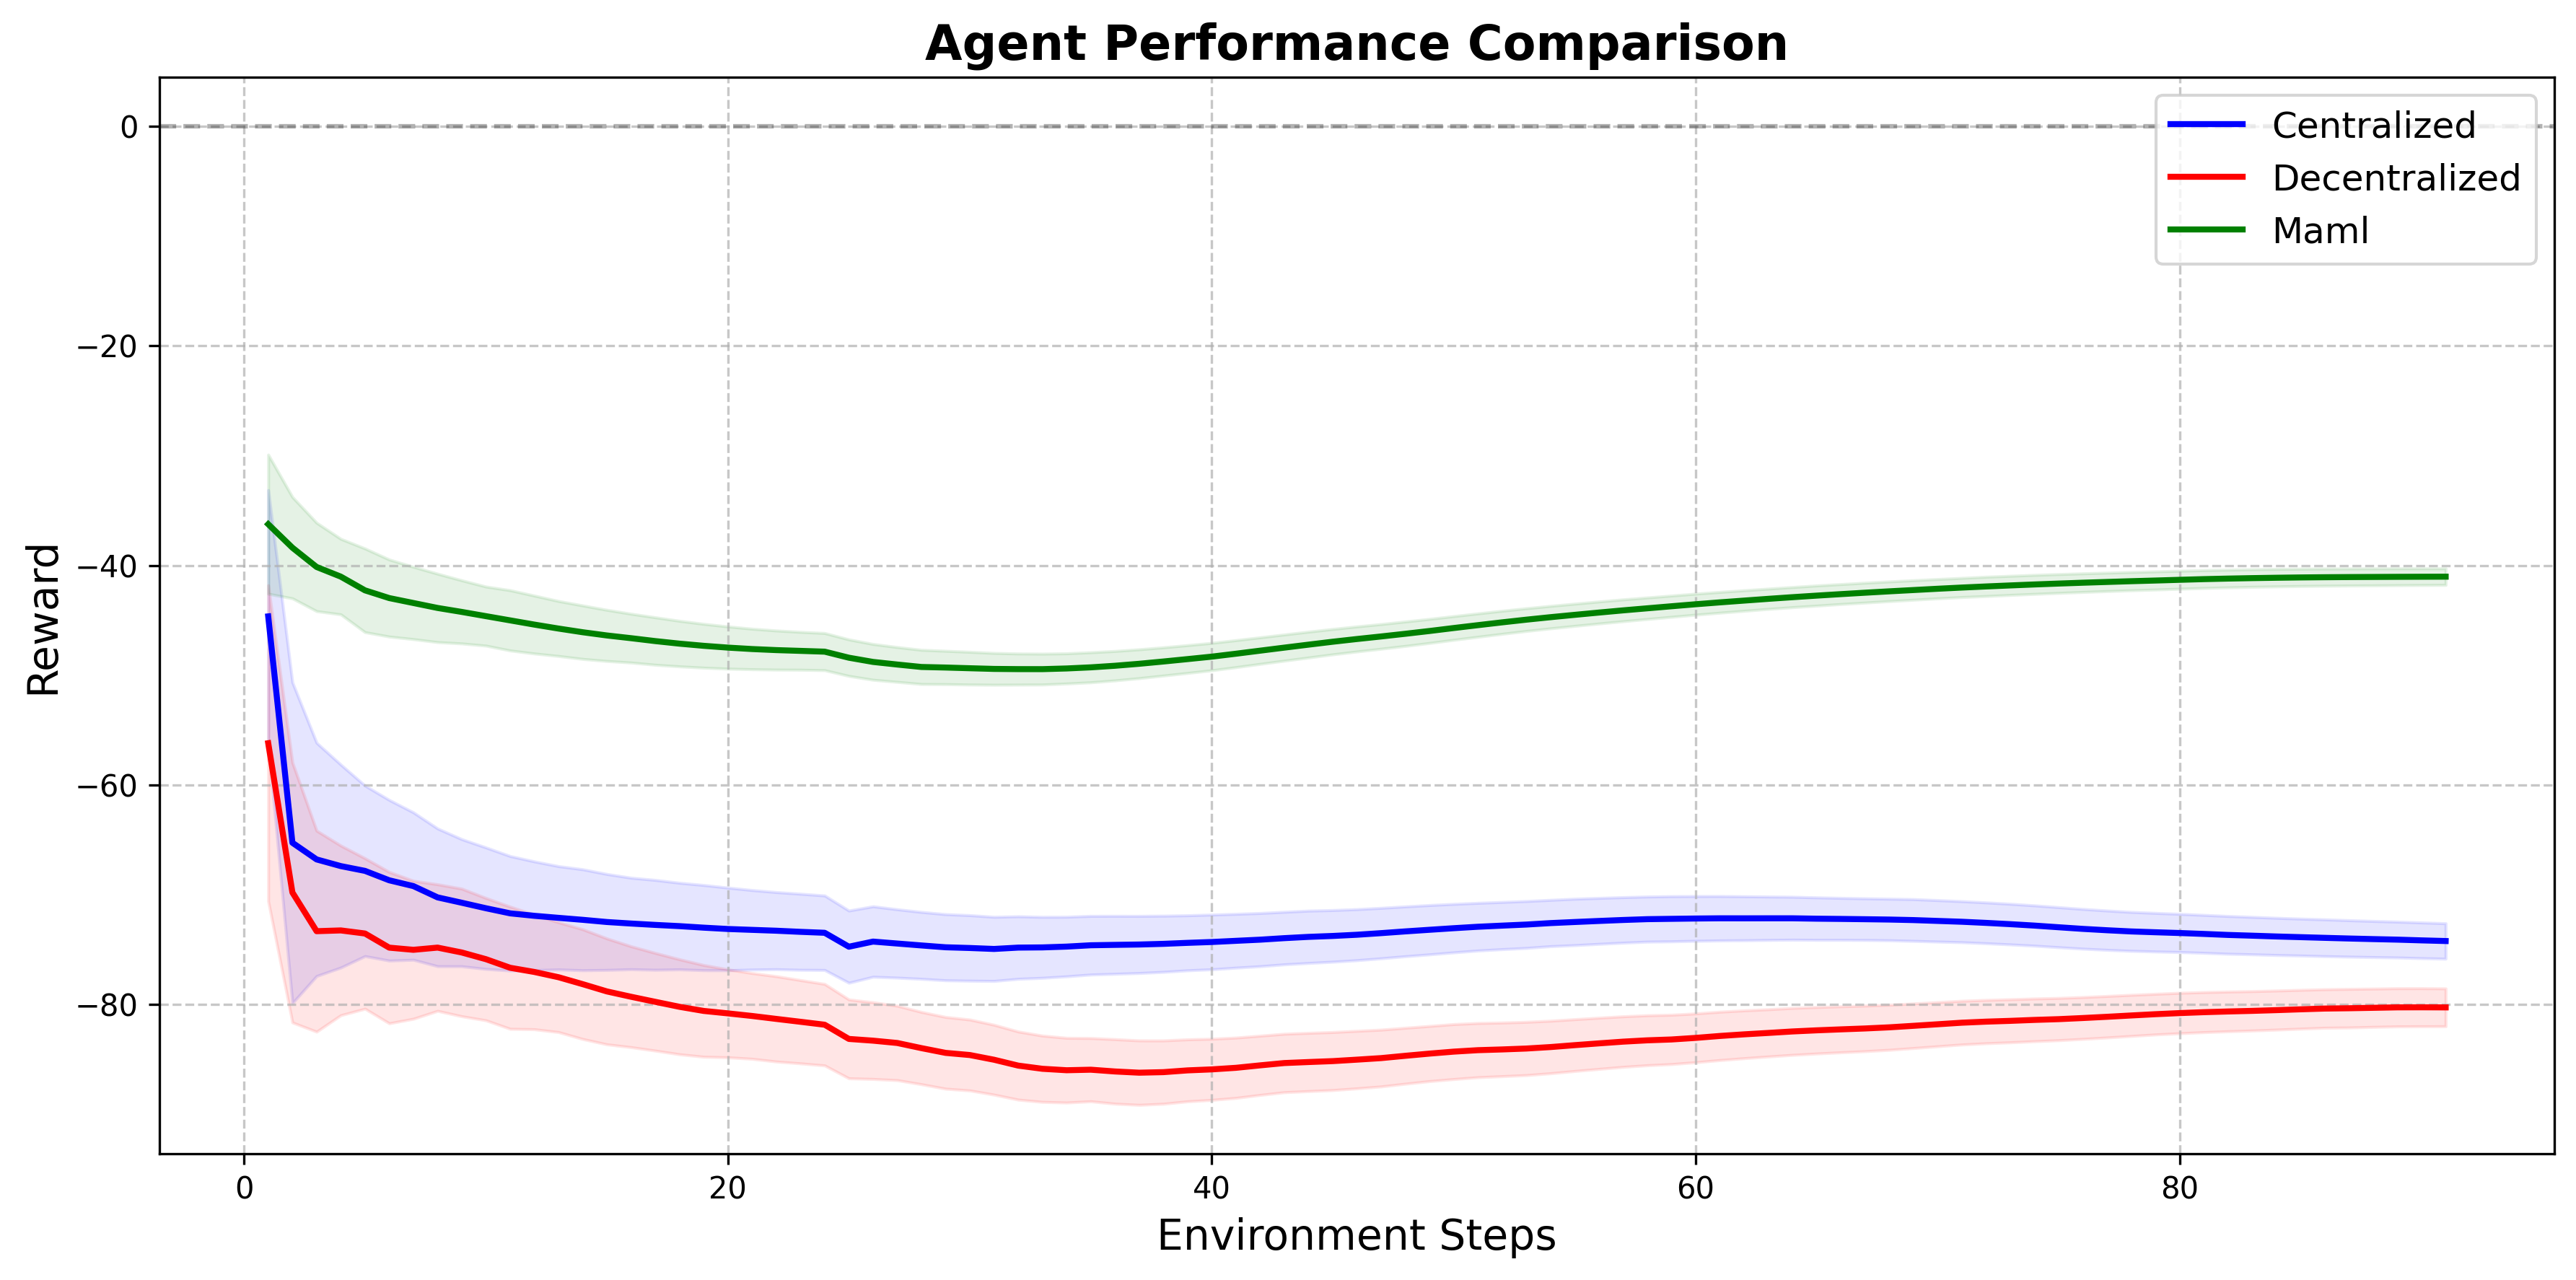 Agent Performance Comparison
Centralized
Decentralized
Maml
Reward
0
−20
−40
−60
−80
0 20 40 60 80
Environment Steps